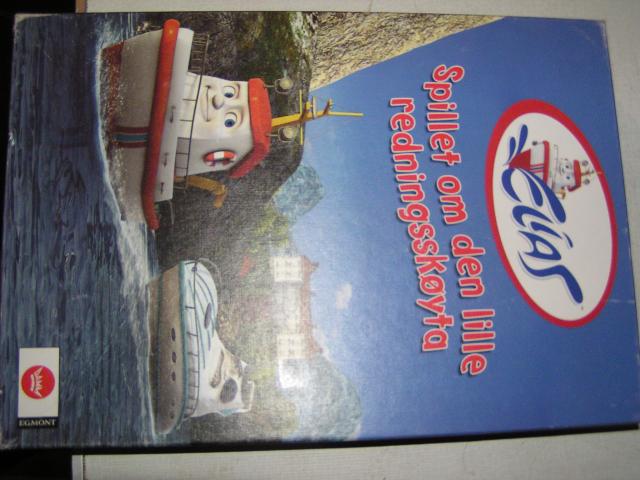 Elias
Spillet om den lille
redningsskøyta
EGMONT